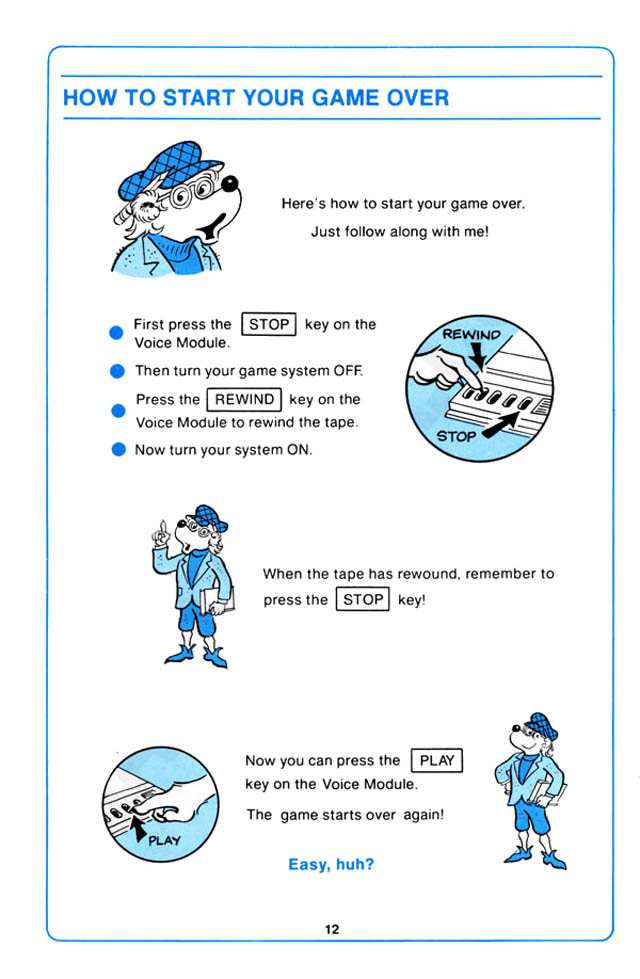 HOW TO START YOUR GAME OVER
Here's how to start your game over.
Just follow along with me!
First press the STOP key on the
Voice Module.
Then turn your game system OFF.
Press the REWIND key on the
Voice Module to rewind the tape.
Now turn your system ON.
REWIND
STOP
When the tape has rewound, remember to
press the STOP key!
Now you can press the PLAY
key on the Voice Module.
The game starts over again!
PLAY
Easy, huh?
12